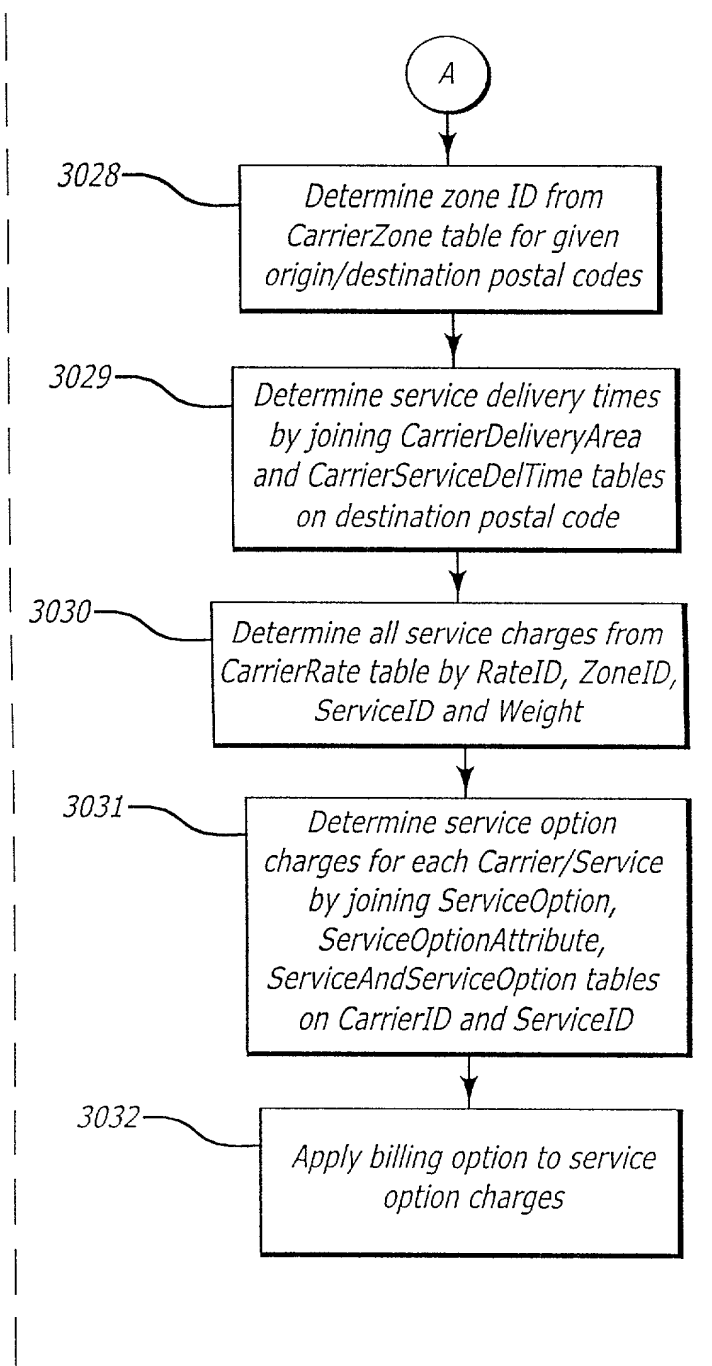 A
3028
Determine zone ID from
CarrierZone table for given
origin/destination postal codes
3029
Determine service delivery times
by joining CarrierDeliveryArea
and CarrierServiceDelTime tables
on destination postal code
3030
Determine all service charges from
CarrierRate table by RateID, ZoneID,
ServiceID and Weight
3031
Determine service option
charges for each Carrier/Service
by joining ServiceOption,
ServiceOptionAttribute,
ServiceAndServiceOption tables
on CarrierID and ServiceID
3032
Apply billing option to service
option charges